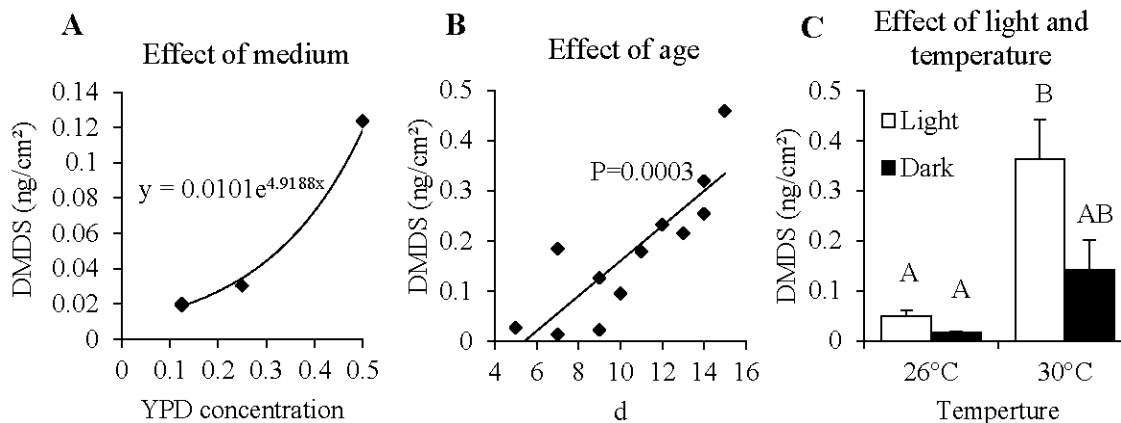 A
Effect of medium
DMDS (ng/cm²)
0.14
0.12
0.1
0.08
0.06
0.04
0.02
0
y = 0.0101e^4.9188x
0 0.1 0.2 0.3 0.4 0.5
YPD concentration
B
Effect of age
DMDS (ng/cm²)
0.5
0.4
0.3
0.2
0.1
0
P=0.0003
4 6 8 10 12 14 16
d
C
Effect of light and
temperature
DMDS (ng/cm²)
0.5
0.4
0.3
0.2
0.1
0
Light
Dark
A
A
B
AB
26°C 30°C
Temperture